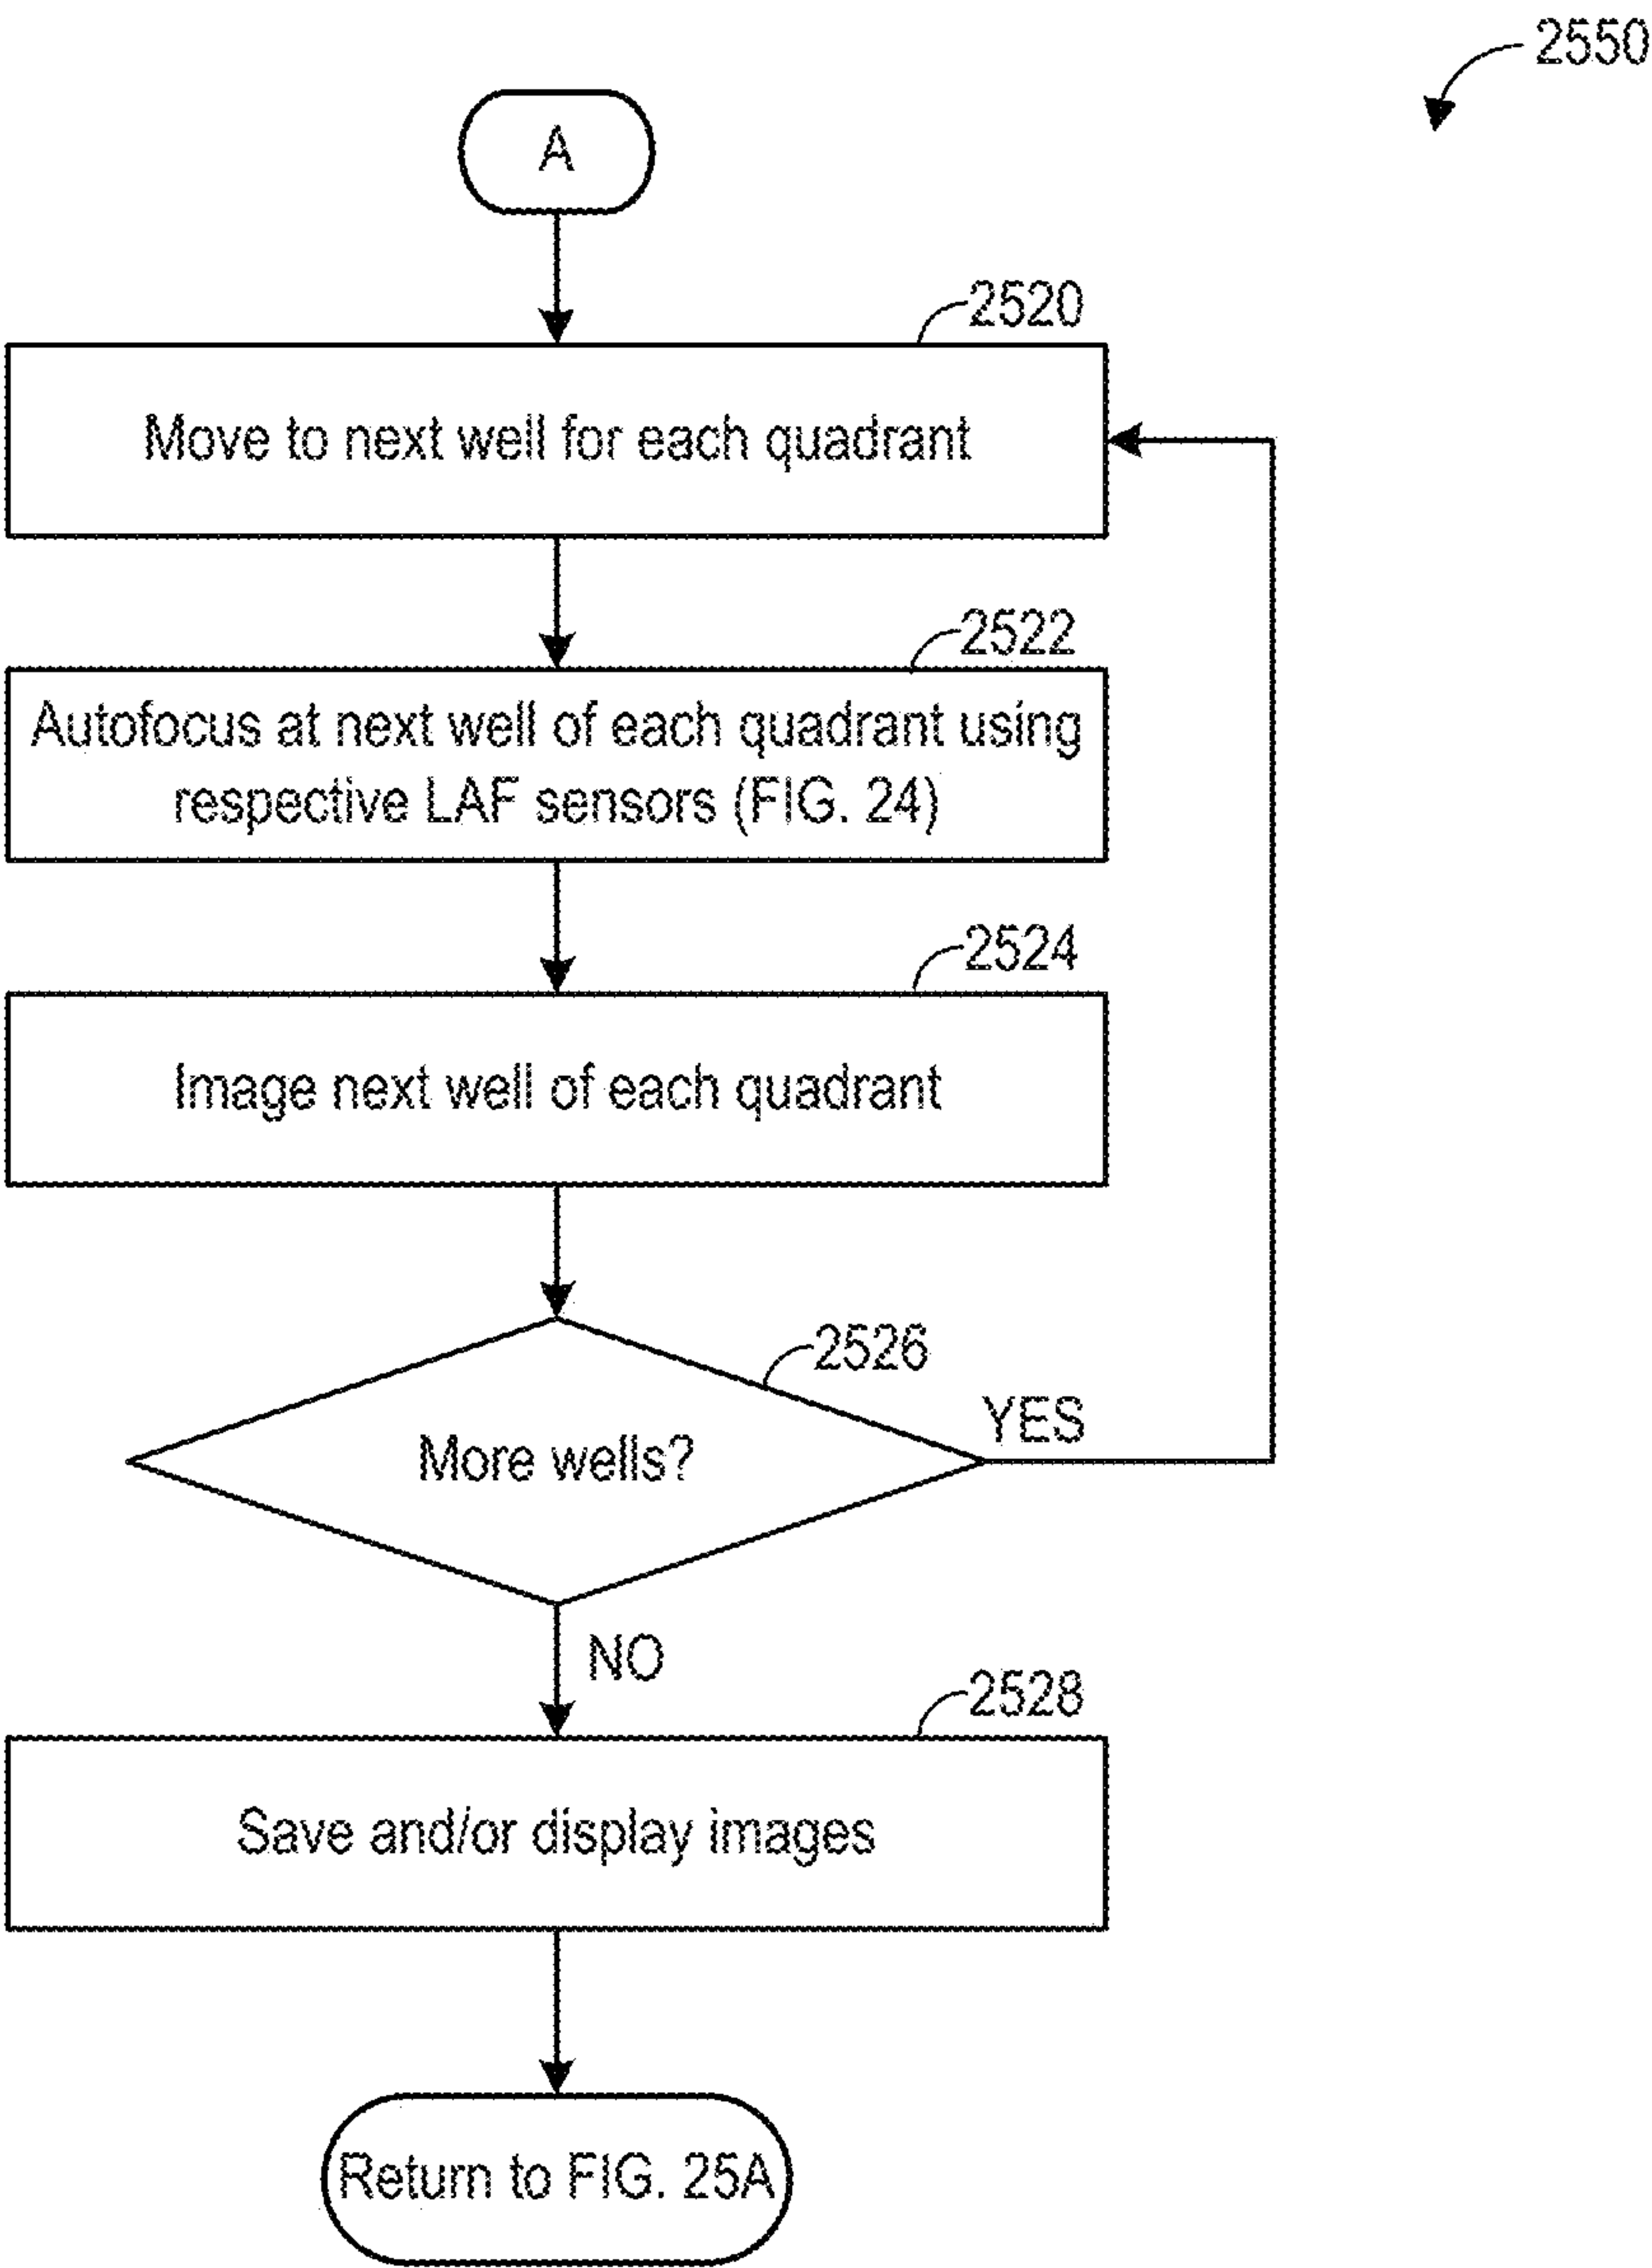 2550
A
2520
Move to next well for each quadrant
2522
Autofocus at next well of each quadrant using
respective LAF sensors (FIG. 24)
2524
Image next well of each quadrant
2526
More wells?
YES
NO
2528
Save and/or display images
Return to FIG. 25A